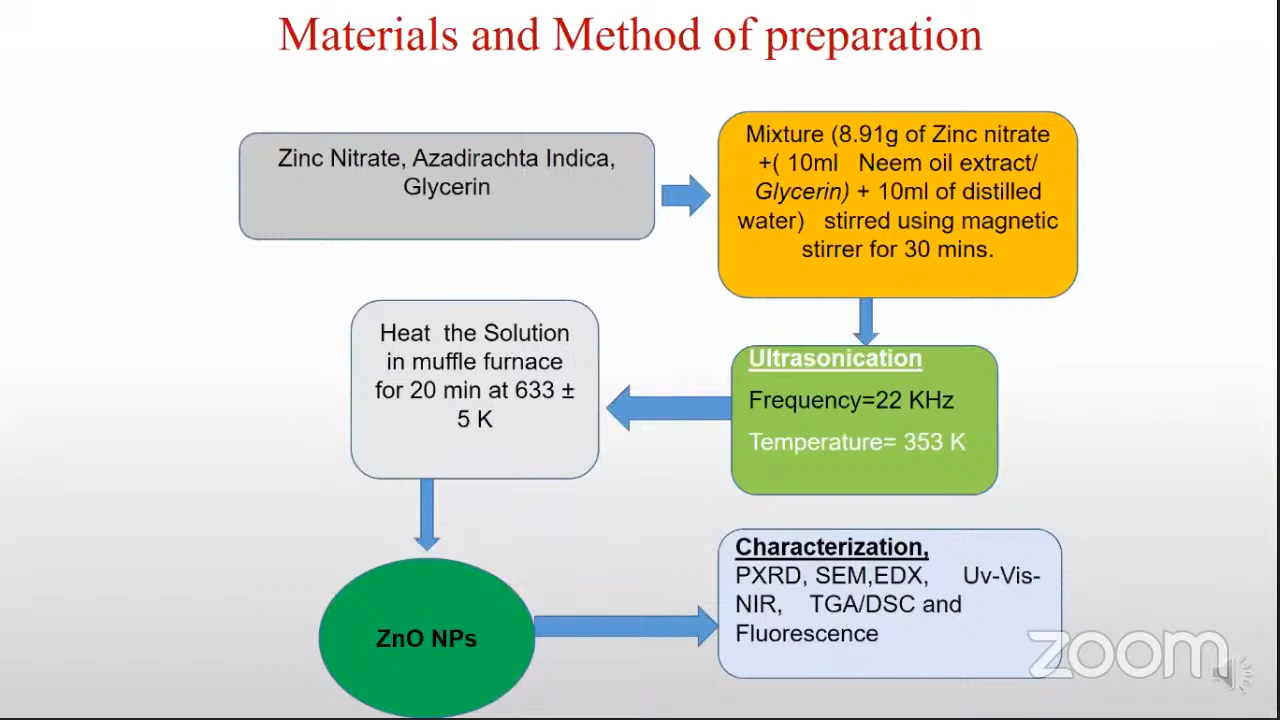 Materials and Method of preparation
Zinc Nitrate, Azadirachta Indica,
Glycerin
Mixture (8.91g of Zinc nitrate
+( 10ml Neem oil extract/
Glycerin) + 10ml of distilled
water) stirred using magnetic
stirrer for 30 mins.
Ultrasonication
Frequency=22 KHz
Temperature= 353 K
Heat the Solution
in muffle furnace
for 20 min at 633 ±
5 K
ZnO NPs
Characterization,
PXRD, SEM,EDX, Uv-Vis-
NIR, TGA/DSC and
Fluorescence
zoom